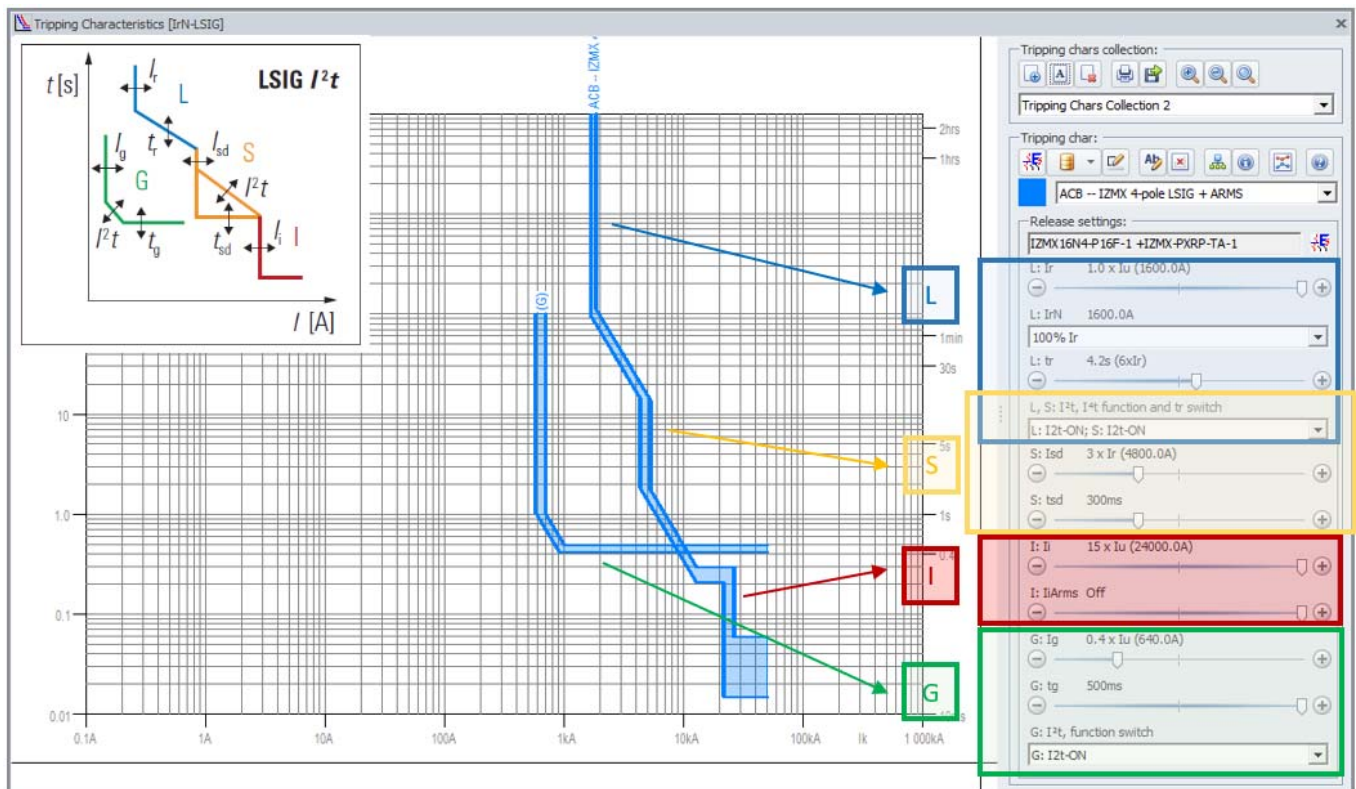 Tripping Characteristics [IrN-LSIG]
t [s]
Ir
L
LSIG I²t
tr
Isd
S
Ig
G
I²t
I²t
tg
tsd
Ii
I
I [A]
ACB -- IZMX 4
(G)
10
1.0
0.1
0.01
0.1A
1A
10A
100A
1kA
10kA
100kA
Ik
1 000kA
2hrs
1hrs
1min
30s
5s
1s
L
S
I
G
Tripping chars collection:
Tripping Chars Collection 2
Tripping char:
ACB -- IZMX 4-pole LSIG + ARMS
Release settings:
IZMX16N4-P16F-1 +IZMX-PXRP-TA-1
L: Ir 1.0 x Iu (1600.0A)
L: IrN 1600.0A
100% Ir
L: tr 4.2s (6xIr)
L, S: I²t, I⁴t function and tr switch
L: I2t-ON; S: I2t-ON
S: Isd 3 x Ir (4800.0A)
S: tsd 300ms
I: Ii 15 x Iu (24000.0A)
I: IiArms Off
G: Ig 0.4 x Iu (640.0A)
G: tg 500ms
G: I²t, function switch
G: I2t-ON